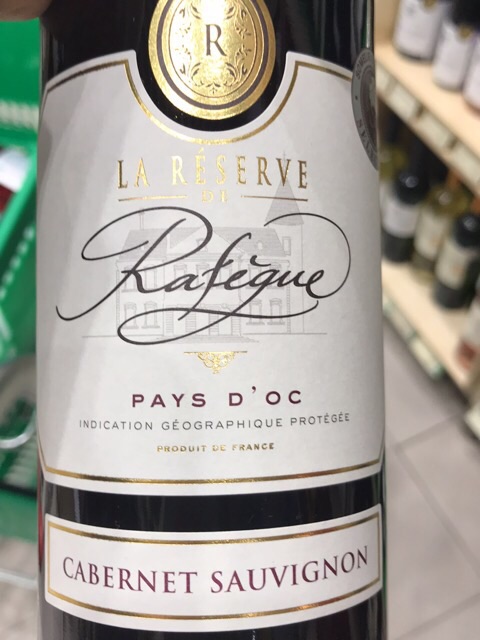 R
LA RÉSERVE
DE
Rafègue
PAYS D'OC
INDICATION GÉOGRAPHIQUE PROTÉGÉE
PRODUIT DE FRANCE
CABERNET SAUVIGNON